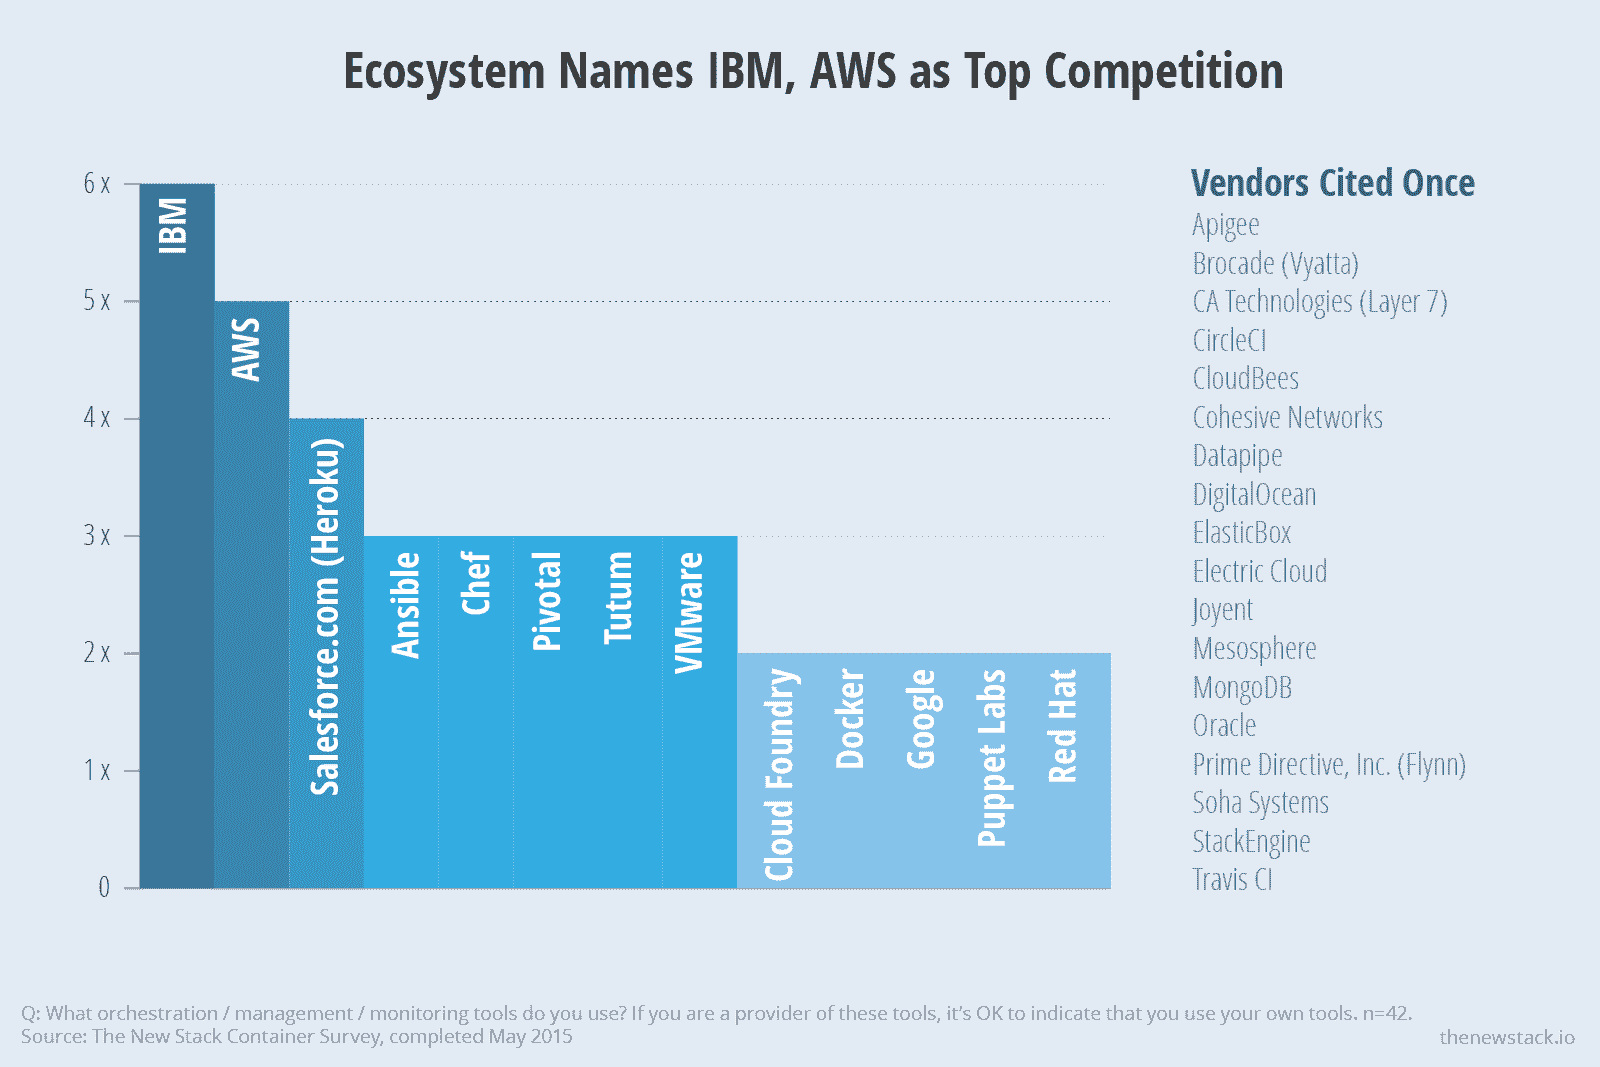 Ecosystem Names IBM, AWS as Top Competition
6 x
5 x
4 x
3 x
2 x
1 x
0
IBM
AWS
Salesforce.com (Heroku)
Ansible
Chef
Pivotal
Tutum
VMware
Cloud Foundry
Docker
Google
Puppet Labs
Red Hat
Vendors Cited Once
Apigee
Brocade (Vyatta)
CA Technologies (Layer 7)
CircleCI
CloudBees
Cohesive Networks
Datapipe
DigitalOcean
ElasticBox
Electric Cloud
Joyent
Mesosphere
MongoDB
Oracle
Prime Directive, Inc. (Flynn)
Soha Systems
StackEngine
Travis CI
Q: What orchestration / management / monitoring tools do you use? If you are a provider of these tools, it's OK to indicate that you use your own tools. n=42.
Source: The New Stack Container Survey, completed May 2015
thenewstack.io